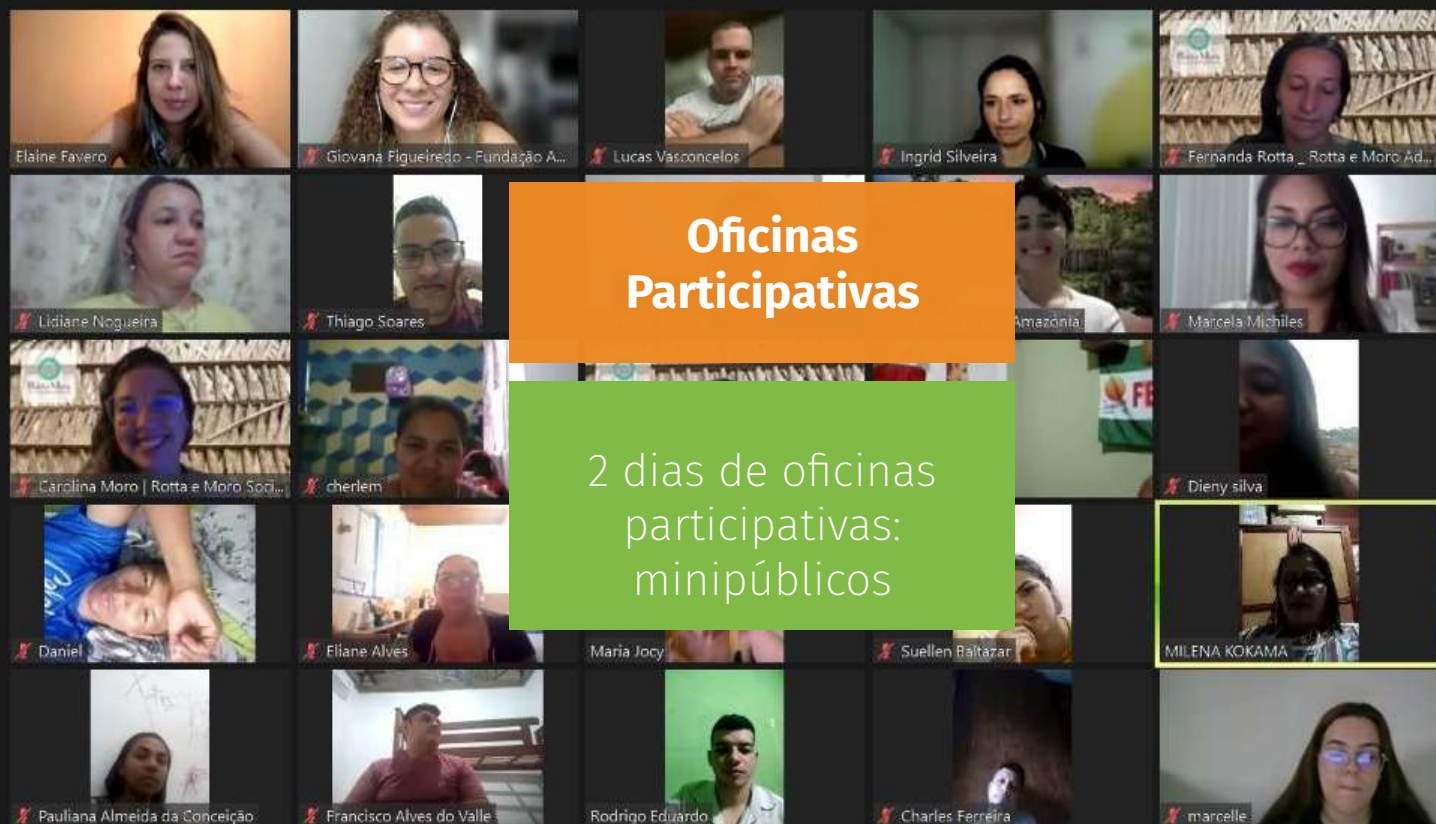 Elaine Favero
Giovana Figueiredo - Fundação A...
Lucas Vasconcelos
Ingrid Silveira
Fernanda Rotta _ Rotta e Moro Ad...
Oficinas
Participativas
Lidiane Nogueira
Thiago Soares
Amazônia
Marcela Michiles
2 dias de oficinas
participativas:
minipúblicos
Carolina Moro | Rotta e Moro Soci...
cherlem
FE
Dieny silva
Daniel
Eliane Alves
Maria Jocy
Suellen Baltazar
MILENA KOKAMA
Pauliana Almeida da Conceição
Francisco Alves do Valle
Rodrigo Eduardo
Charles Ferreira
marcelle